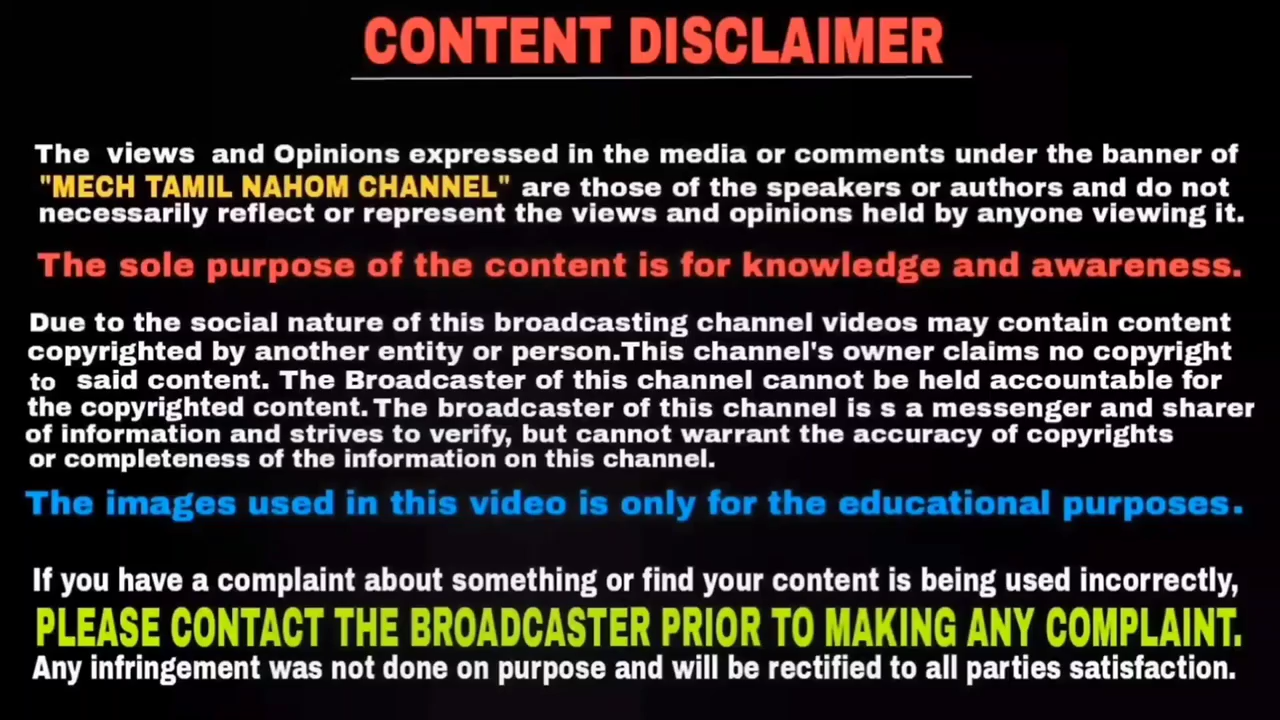 CONTENT DISCLAIMER
The views and Opinions expressed in the media or comments under the banner of
"MECH TAMIL NAHOM CHANNEL" are those of the speakers or authors and do not
necessarily reflect or represent the views and opinions held by anyone viewing it.
The sole purpose of the content is for knowledge and awareness.
Due to the social nature of this broadcasting channel videos may contain content
copyrighted by another entity or person.This channel's owner claims no copyright
to said content. The Broadcaster of this channel cannot be held accountable for
the copyrighted content. The broadcaster of this channel is s a messenger and sharer
of information and strives to verify, but cannot warrant the accuracy of copyrights
or completeness of the information on this channel.
The images used in this video is only for the educational purposes.
If you have a complaint about something or find your content is being used incorrectly,
PLEASE CONTACT THE BROADCASTER PRIOR TO MAKING ANY COMPLAINT.
Any infringement was not done on purpose and will be rectified to all parties satisfaction.